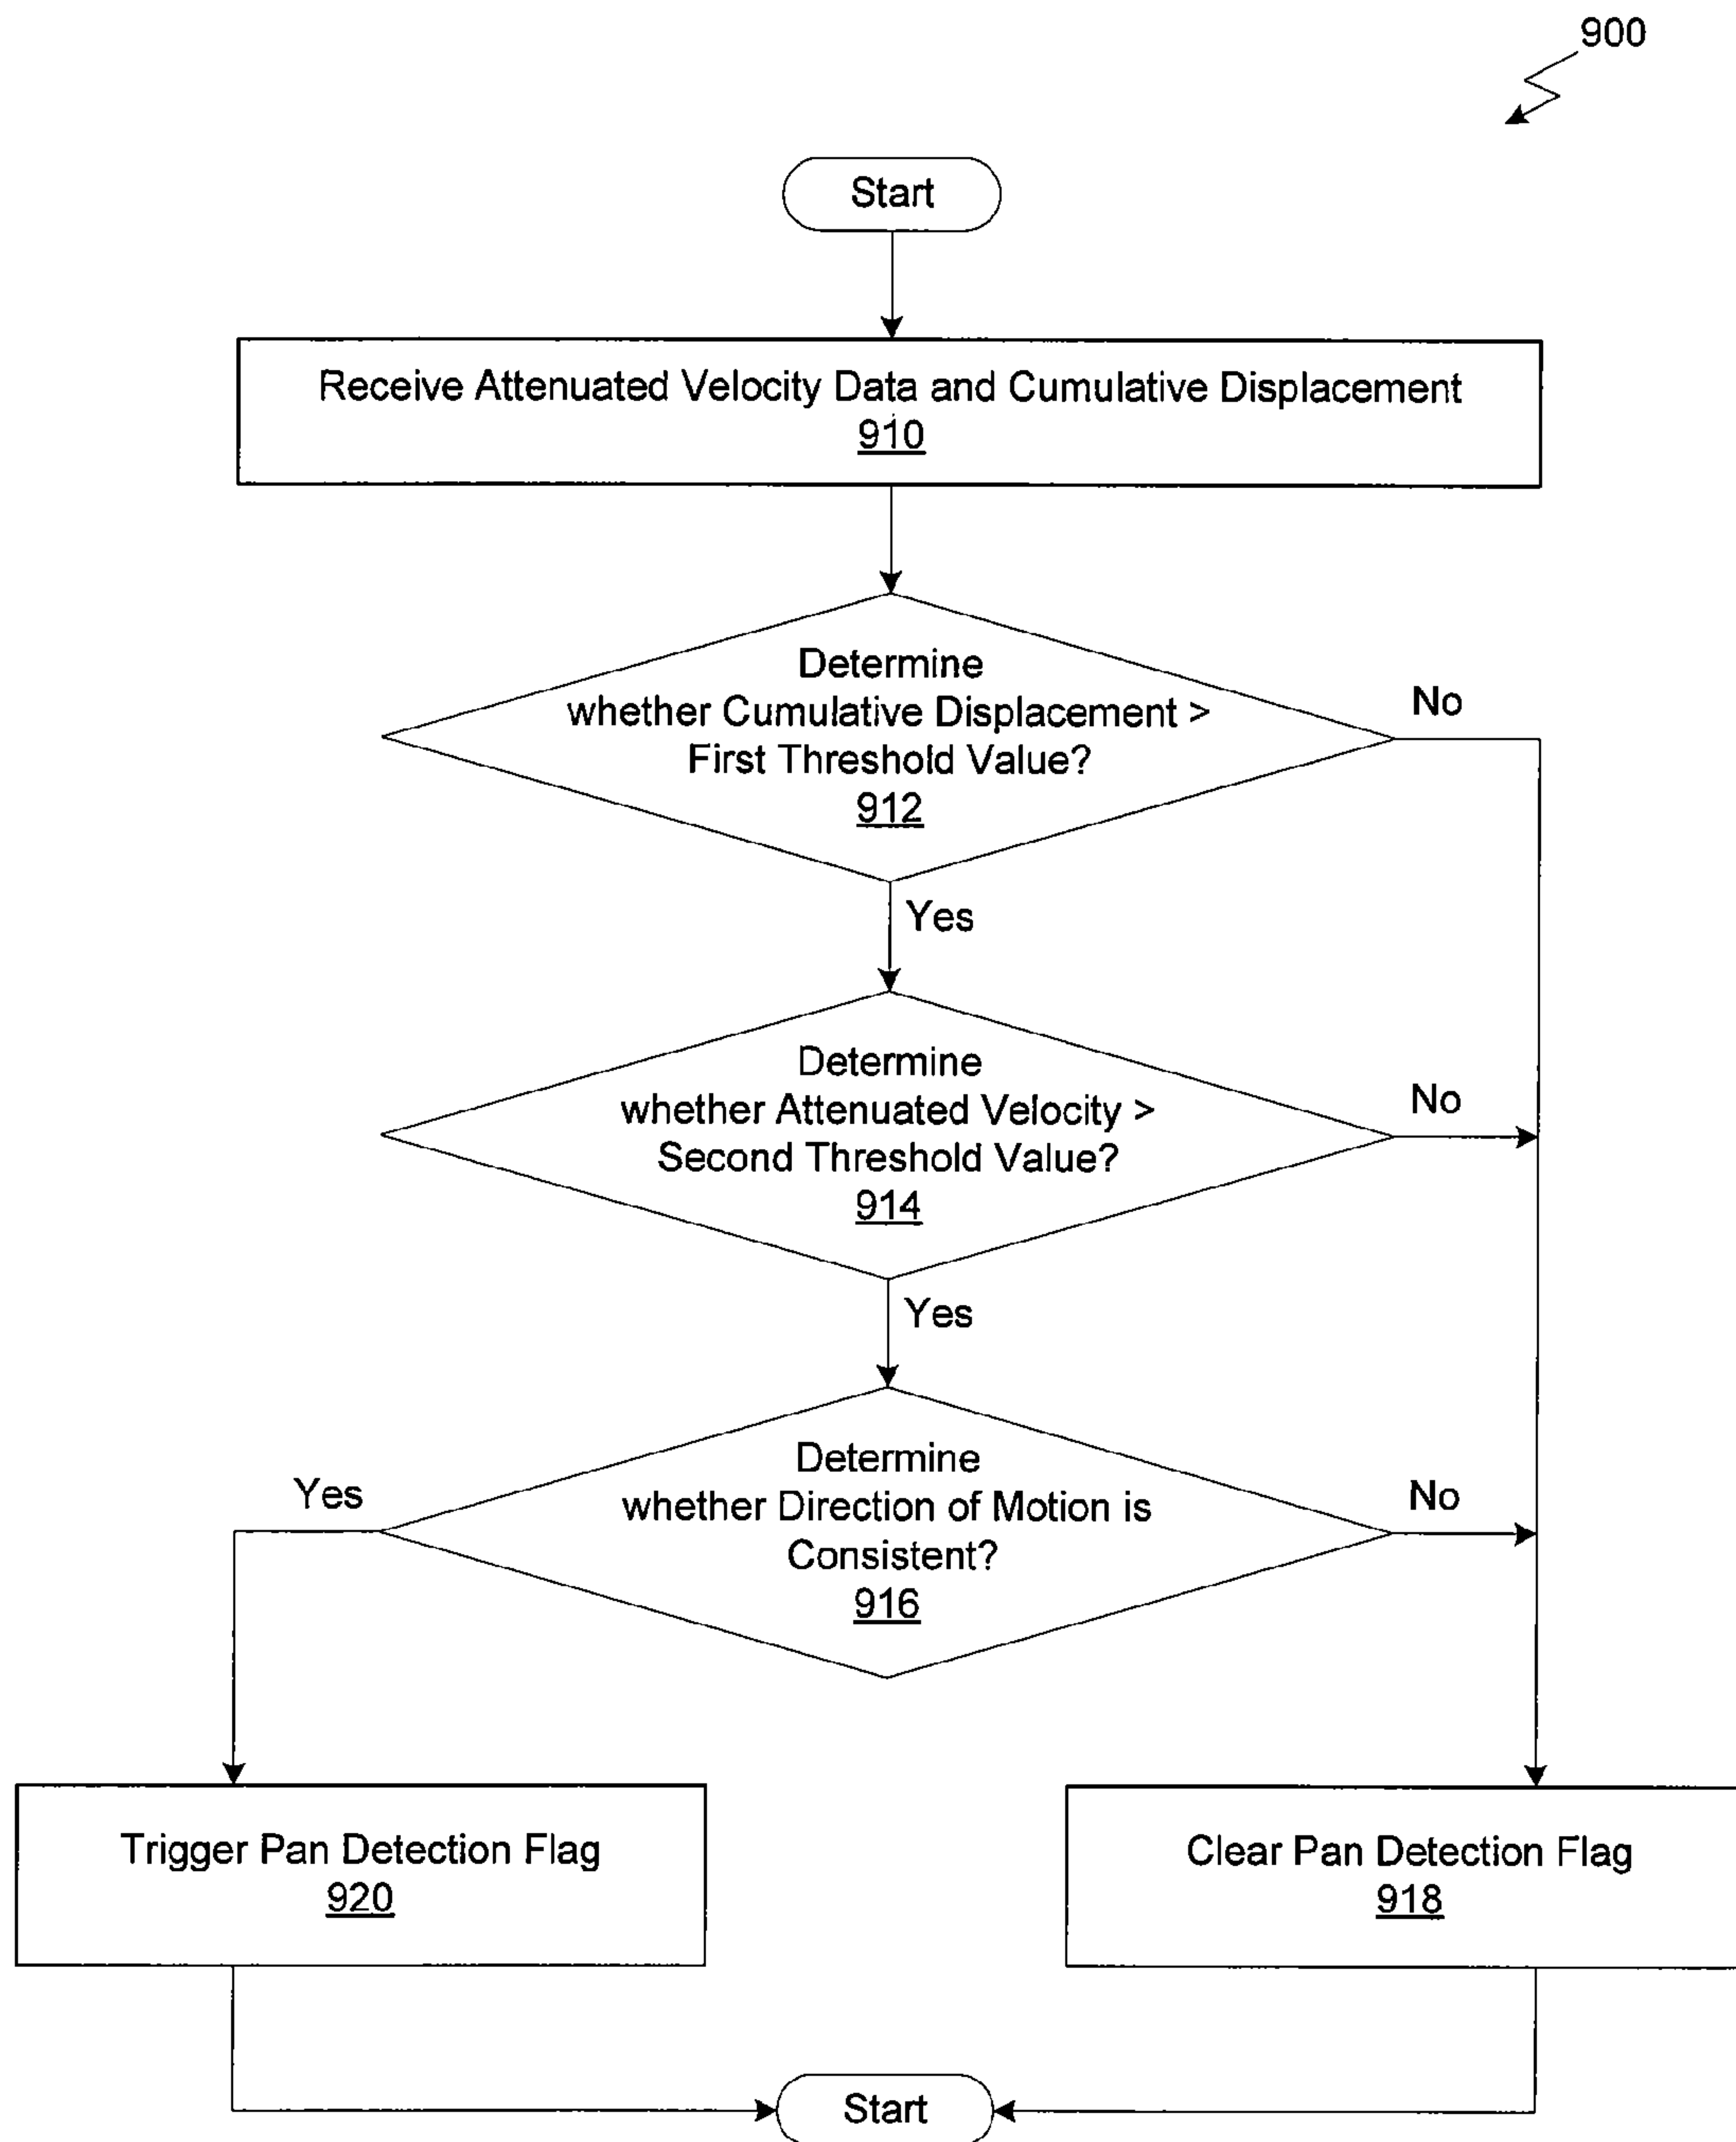 900
Start
Receive Attenuated Velocity Data and Cumulative Displacement
910
Determine
whether Cumulative Displacement >
First Threshold Value?
912
No
Yes
Determine
whether Attenuated Velocity >
Second Threshold Value?
914
No
Yes
Determine
whether Direction of Motion is
Consistent?
916
Yes
No
Trigger Pan Detection Flag
920
Clear Pan Detection Flag
918
Start